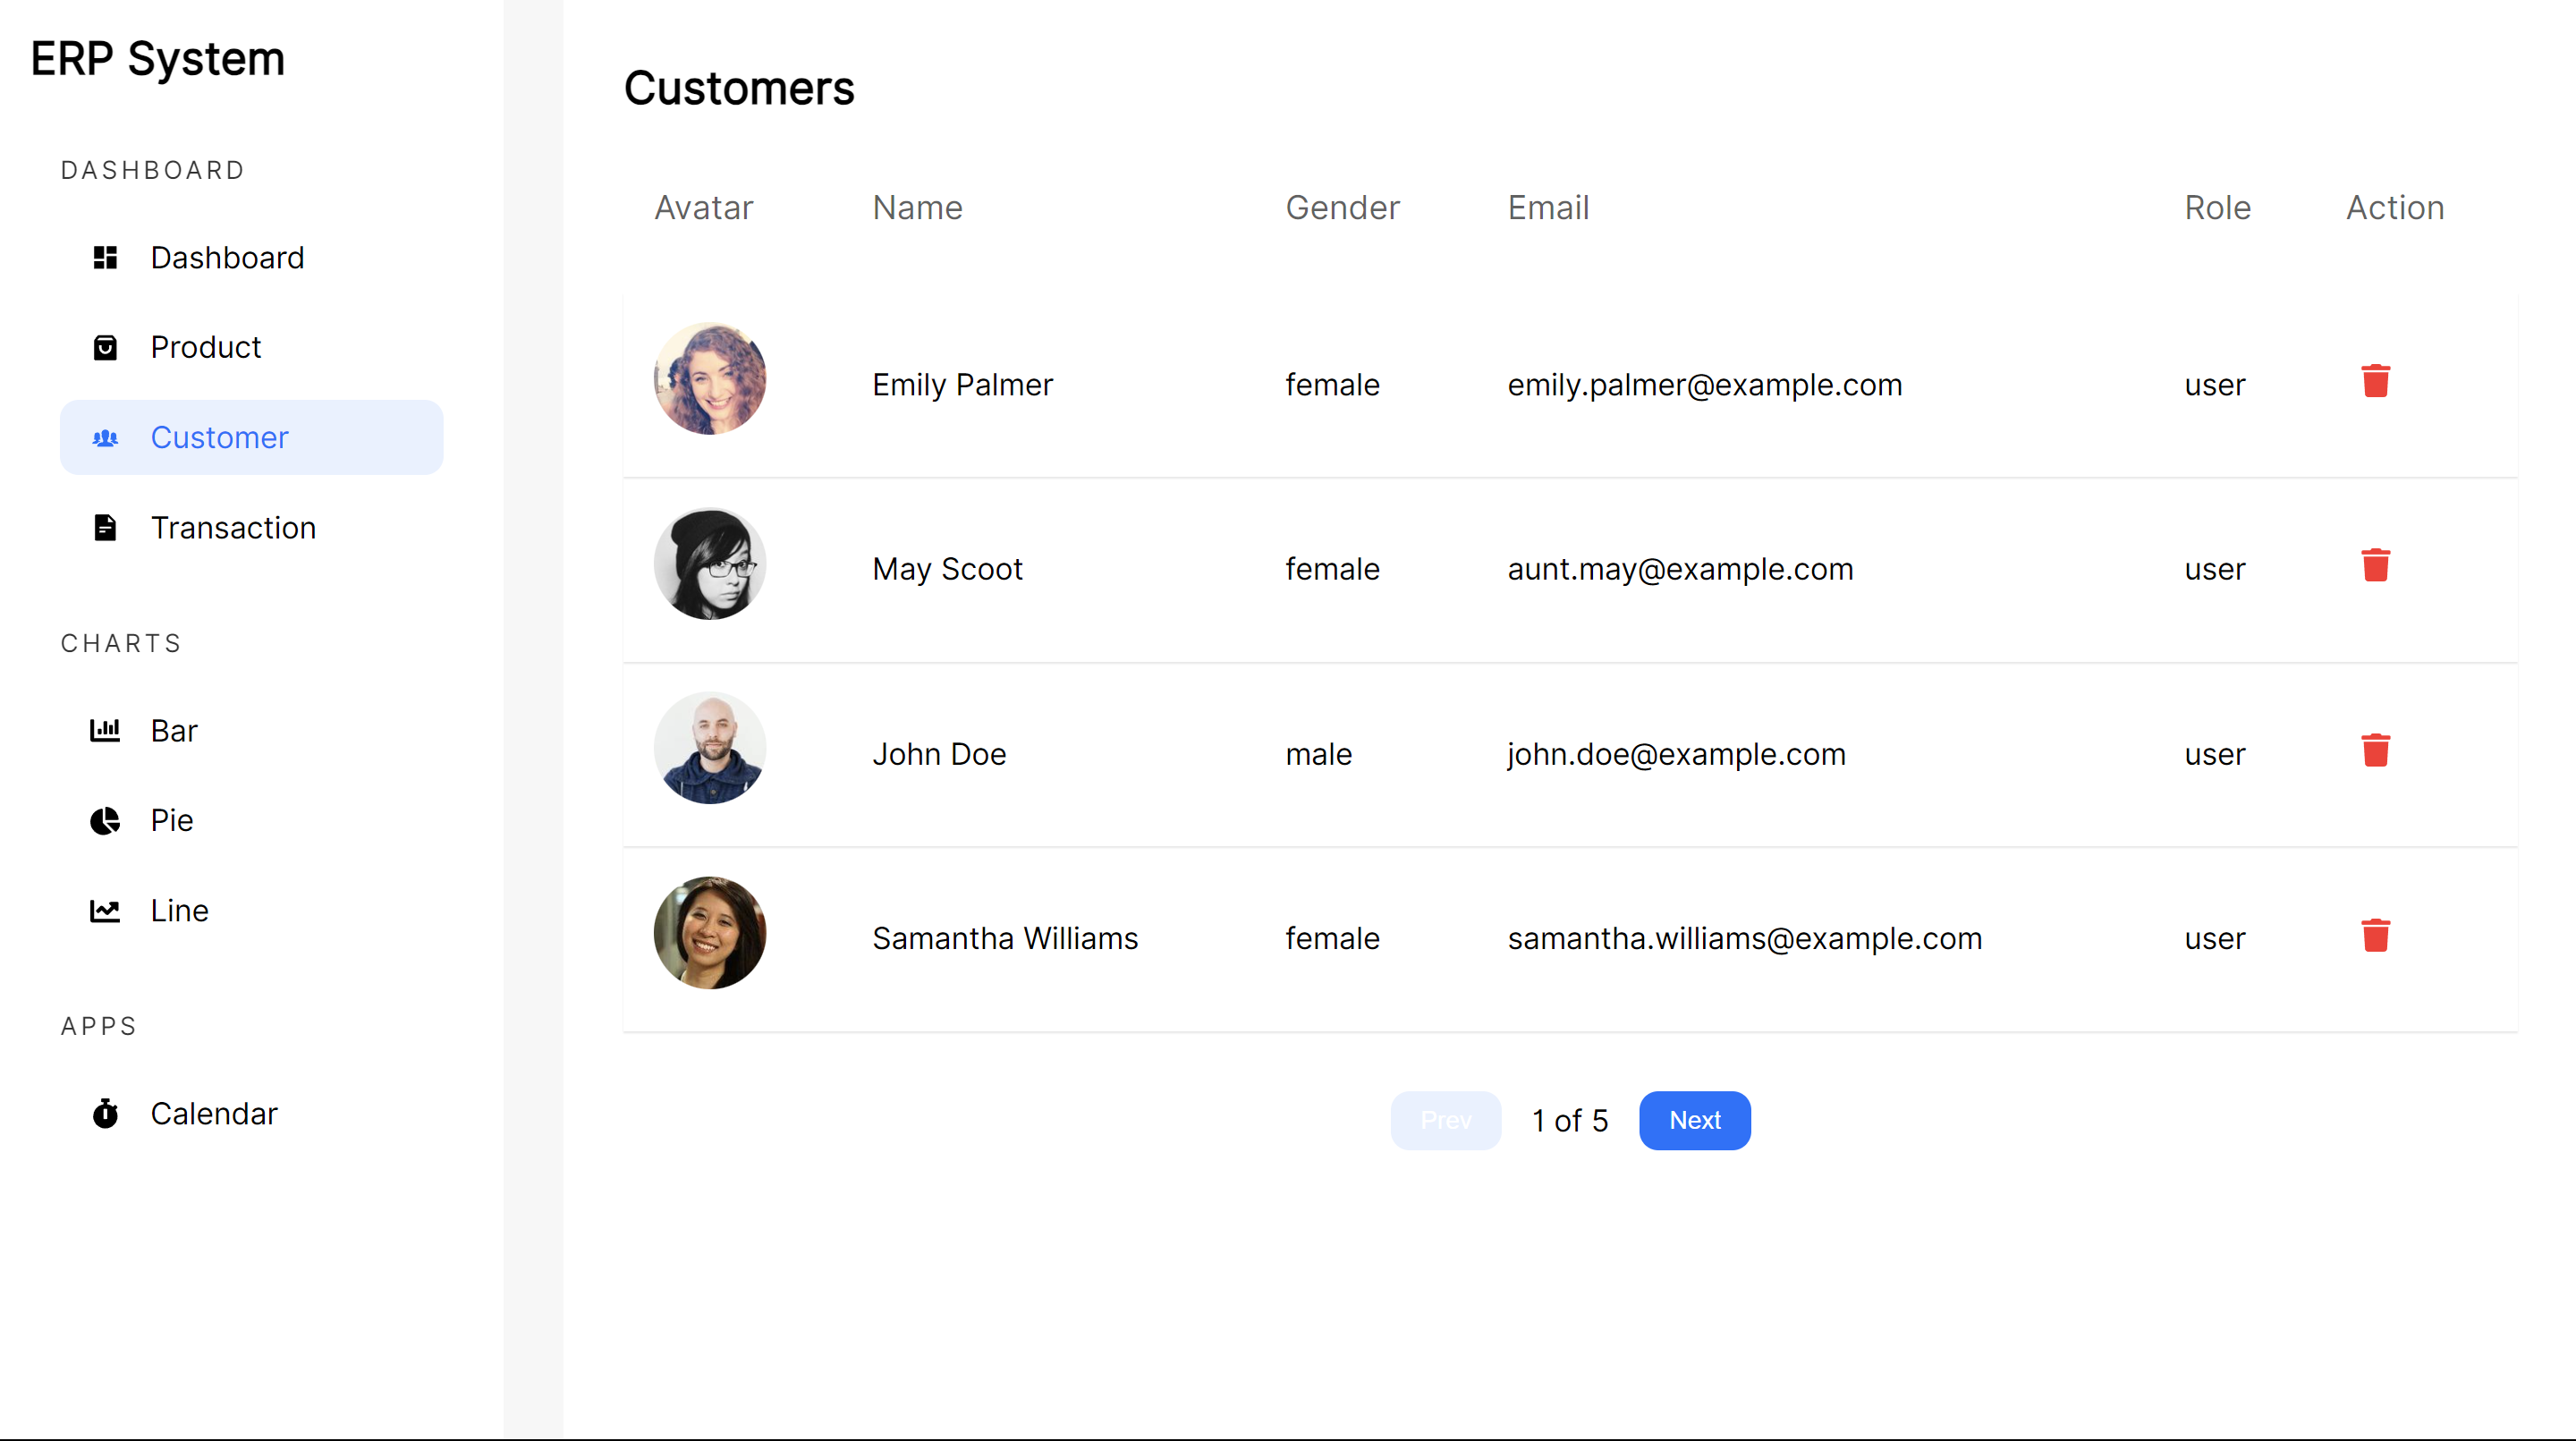 ERP System
DASHBOARD
Dashboard
Product
Customer
Transaction
CHARTS
Bar
Pie
Line
APPS
Calendar
Customers
Avatar Name Gender Email Role Action
Emily Palmer female emily.palmer@example.com user
May Scoot female aunt.may@example.com user
John Doe male john.doe@example.com user
Samantha Williams female samantha.williams@example.com user
Prev 1 of 5 Next